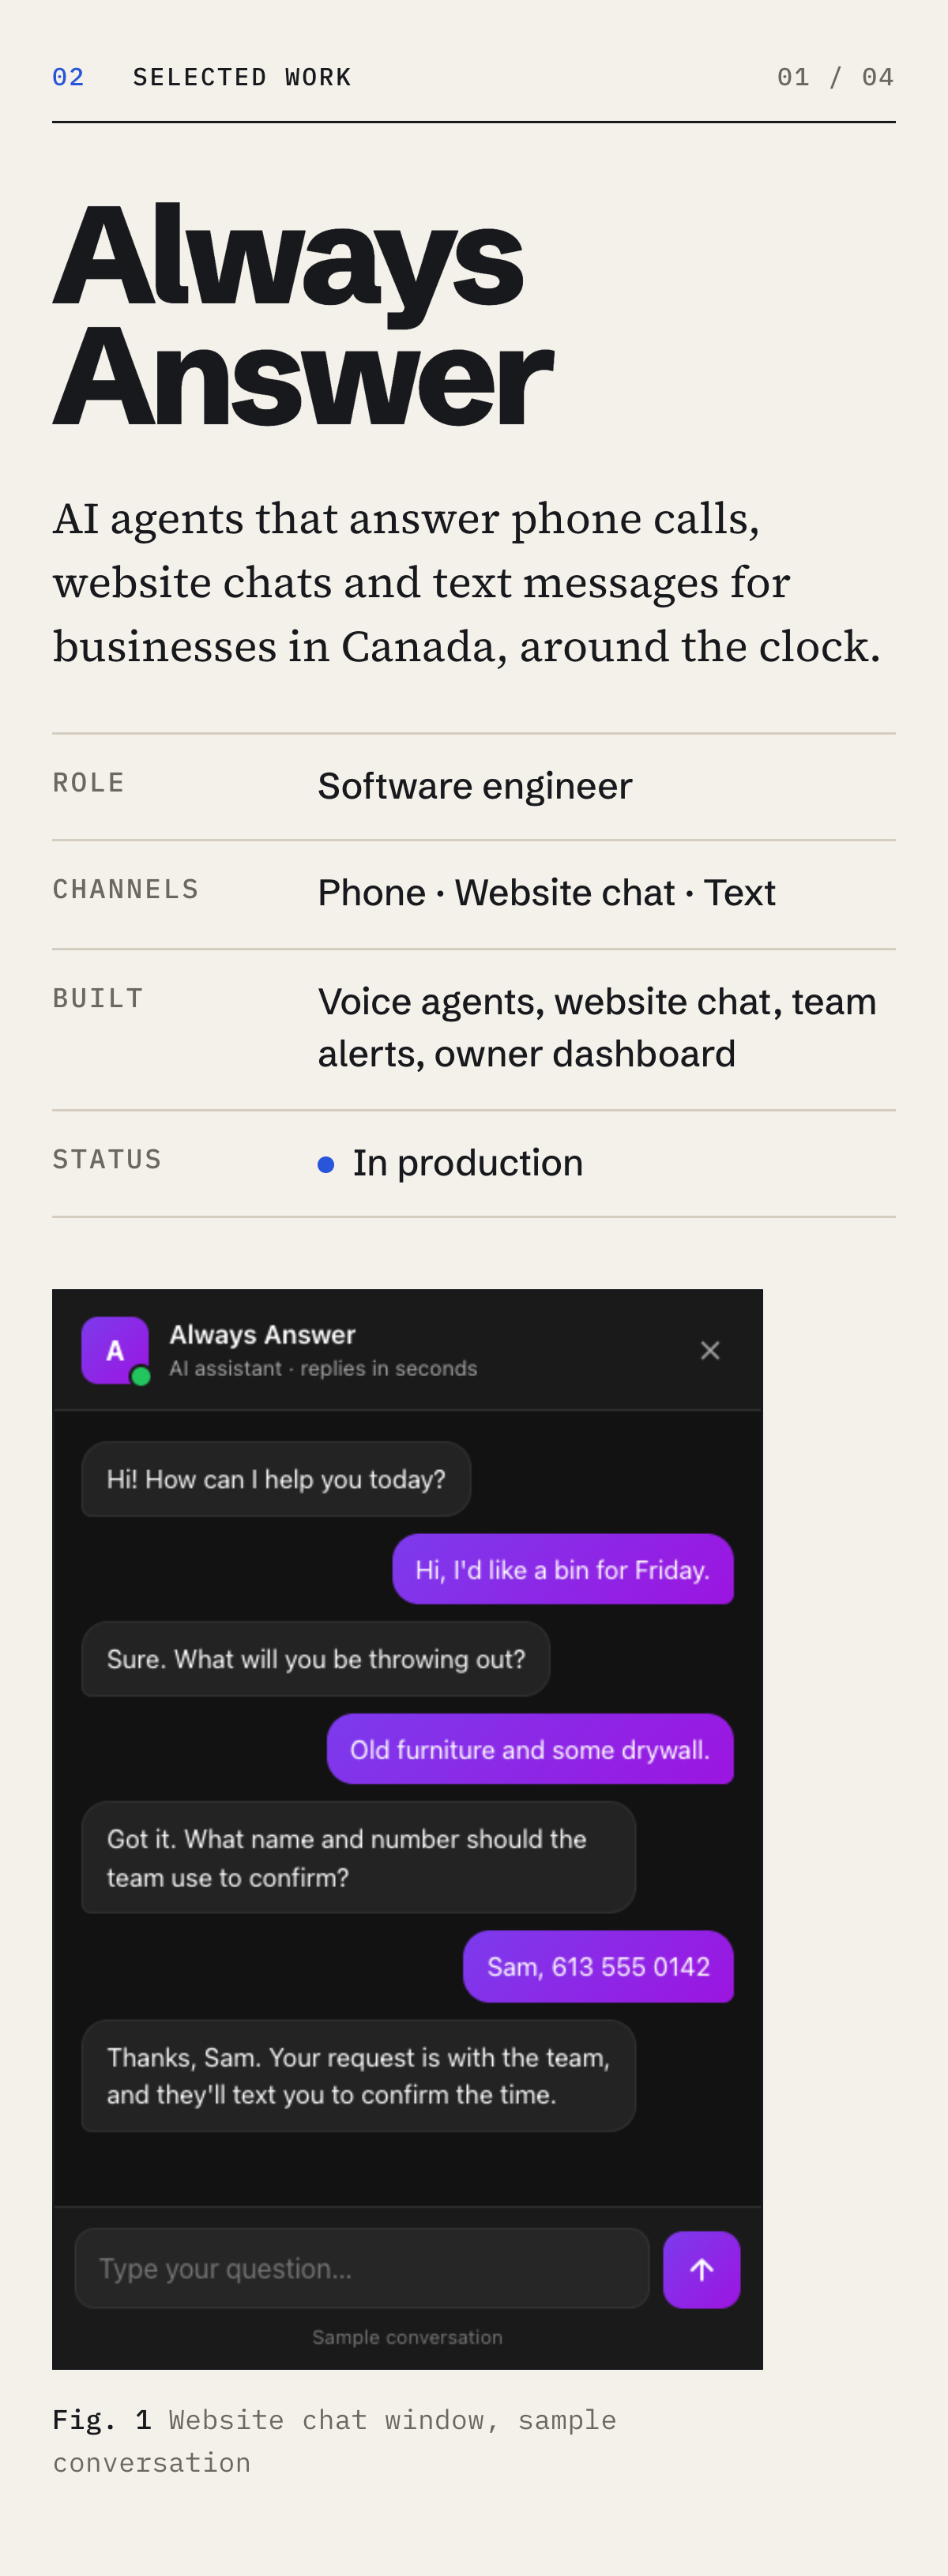 02 SELECTED WORK 01 / 04
Always
Answer
AI agents that answer phone calls,
website chats and text messages for
businesses in Canada, around the clock.
ROLE Software engineer
CHANNELS Phone · Website chat · Text
BUILT Voice agents, website chat, team
alerts, owner dashboard
STATUS In production
A
Always Answer
AI assistant · replies in seconds
Hi! How can I help you today?
Hi, I'd like a bin for Friday.
Sure. What will you be throwing out?
Old furniture and some drywall.
Got it. What name and number should the
team use to confirm?
Sam, 613 555 0142
Thanks, Sam. Your request is with the team,
and they'll text you to confirm the time.
Type your question...
Sample conversation
Fig. 1 Website chat window, sample
conversation